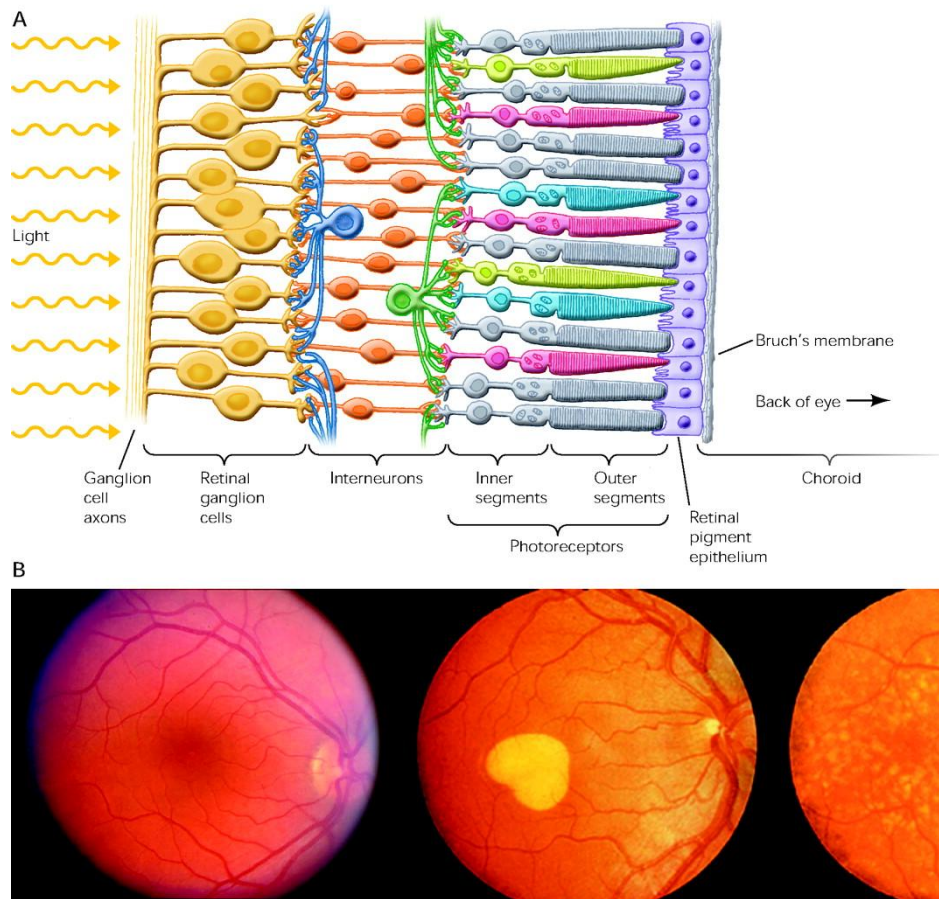 A
Light
Bruch's membrane
Back of eye
Ganglion
cell
axons
Retinal
ganglion
cells
Interneurons
Inner
segments
Outer
segments
Photoreceptors
Retinal
pigment
epithelium
Choroid
B